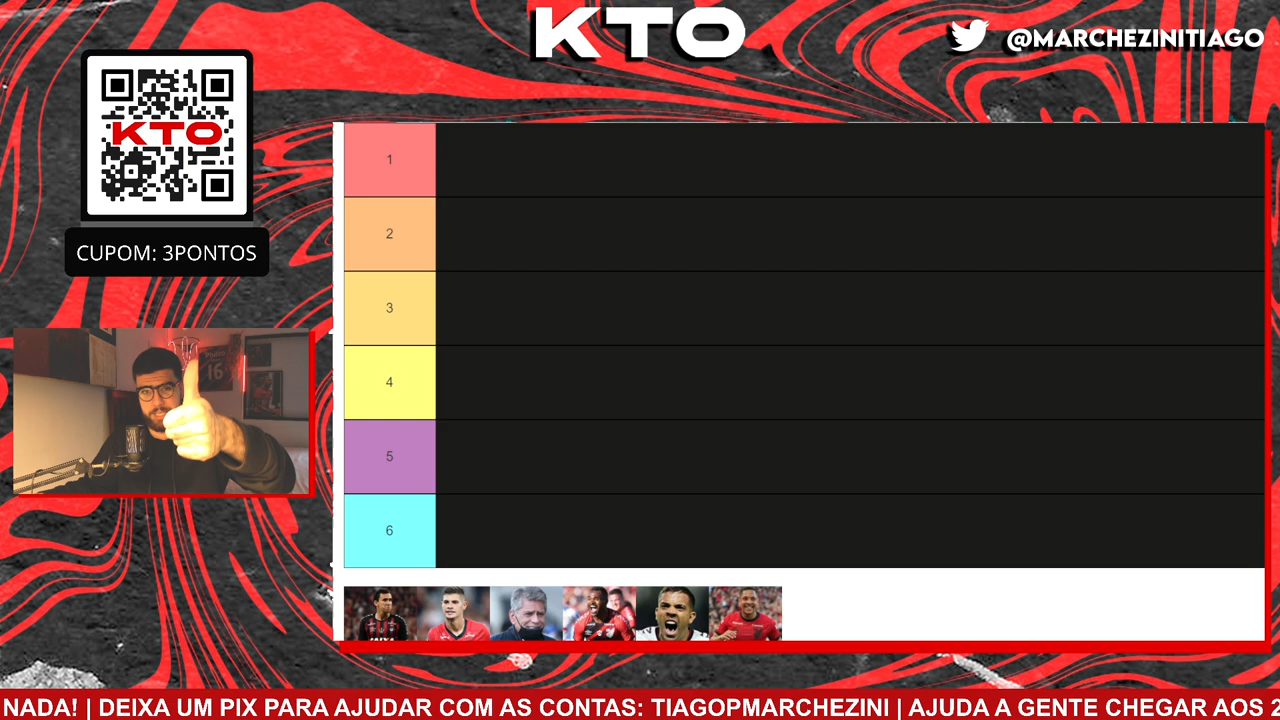 KTO
@MARCHEZINITIAGO
KTO
CUPOM: 3PONTOS
16
1
2
3
4
5
6
NADA! | DEIXA UM PIX PARA AJUDAR COM AS CONTAS: TIAGOPMARCHEZINI | AJUDA A GENTE CHEGAR AOS 2